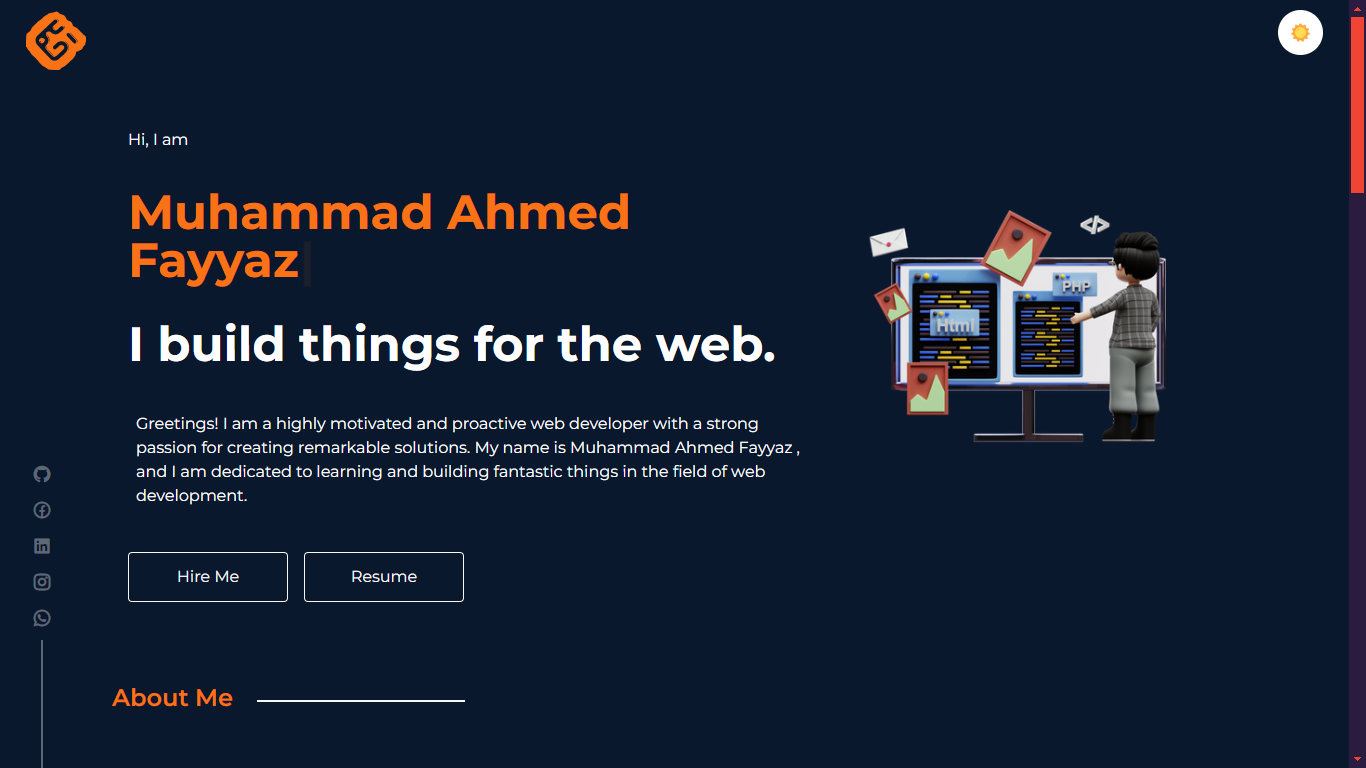 Hi, I am
Muhammad Ahmed
Fayyaz
I build things for the web.
Greetings! I am a highly motivated and proactive web developer with a strong
passion for creating remarkable solutions. My name is Muhammad Ahmed Fayyaz ,
and I am dedicated to learning and building fantastic things in the field of web
development.
Hire Me
Resume
About Me
</>
PHP
Html